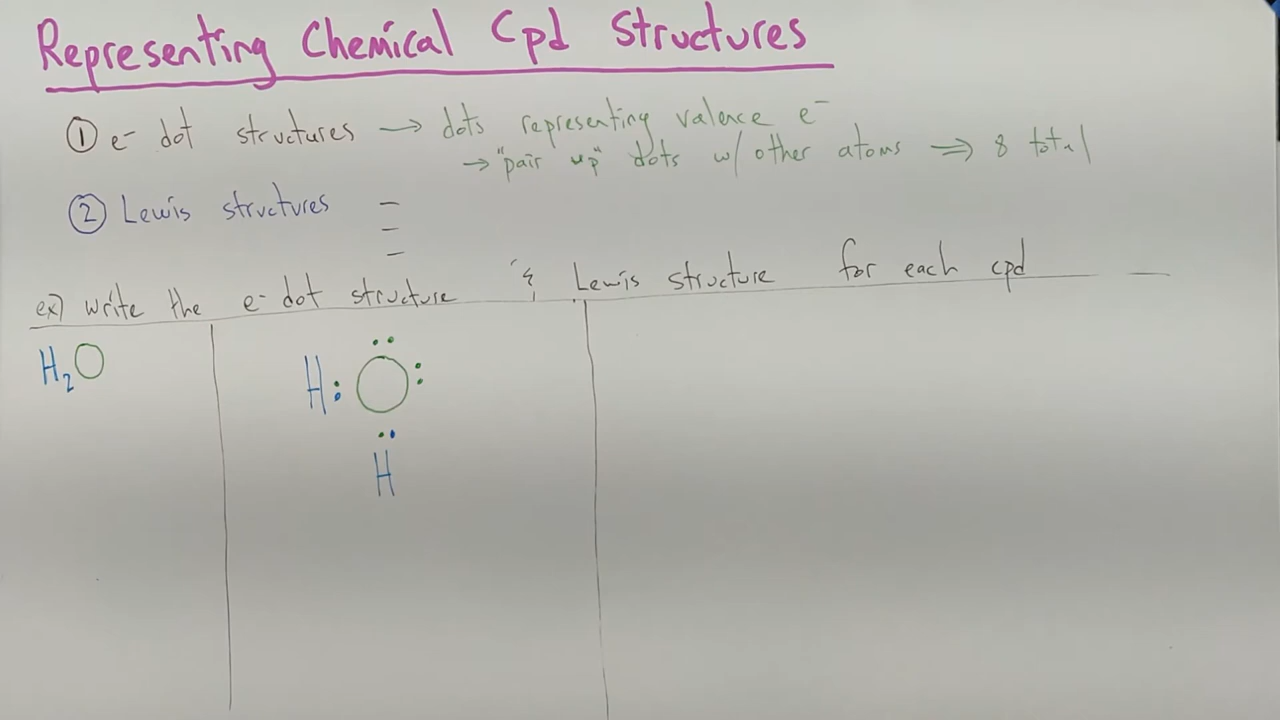 Representing Chemical Cpd Structures
① e⁻ dot structures → dots representing valence e⁻
→ "pair up" dots w/ other atoms ⇒ 8 total
② Lewis structures –
–
–
ex) write the e⁻ dot structure & Lewis structure for each cpd
H₂O
H:O:
H